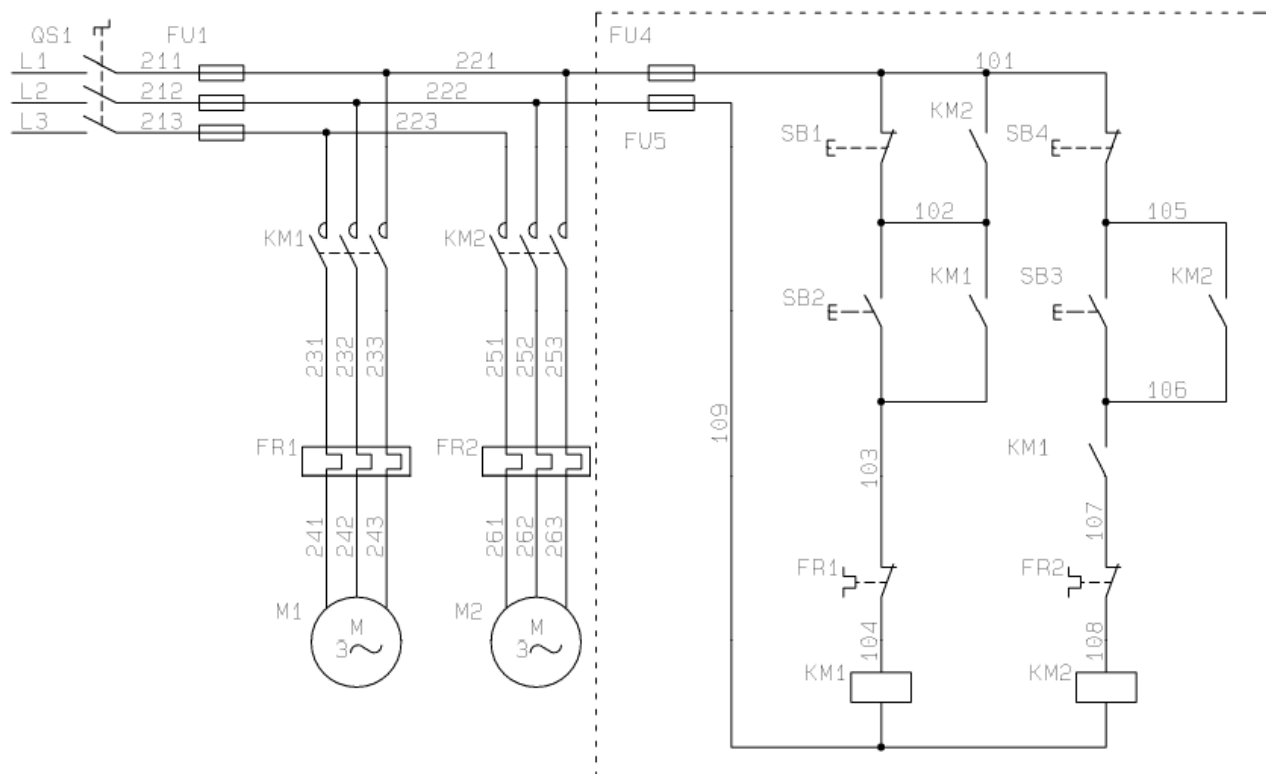 QS1 FU1 FU4
L1 211 221 101
L2 212 222
L3 213 223 FU5
KM2
SB1 SB4
102 105
KM1 KM2
KM1 SB3 KM2
SB2
231 232 233 251 252 253
106
109
FR1 FR2 KM1
103
107
241 242 243 261 262 263
FR1 FR2
M1 M M2 M
3 3
104 108
KM1 KM2